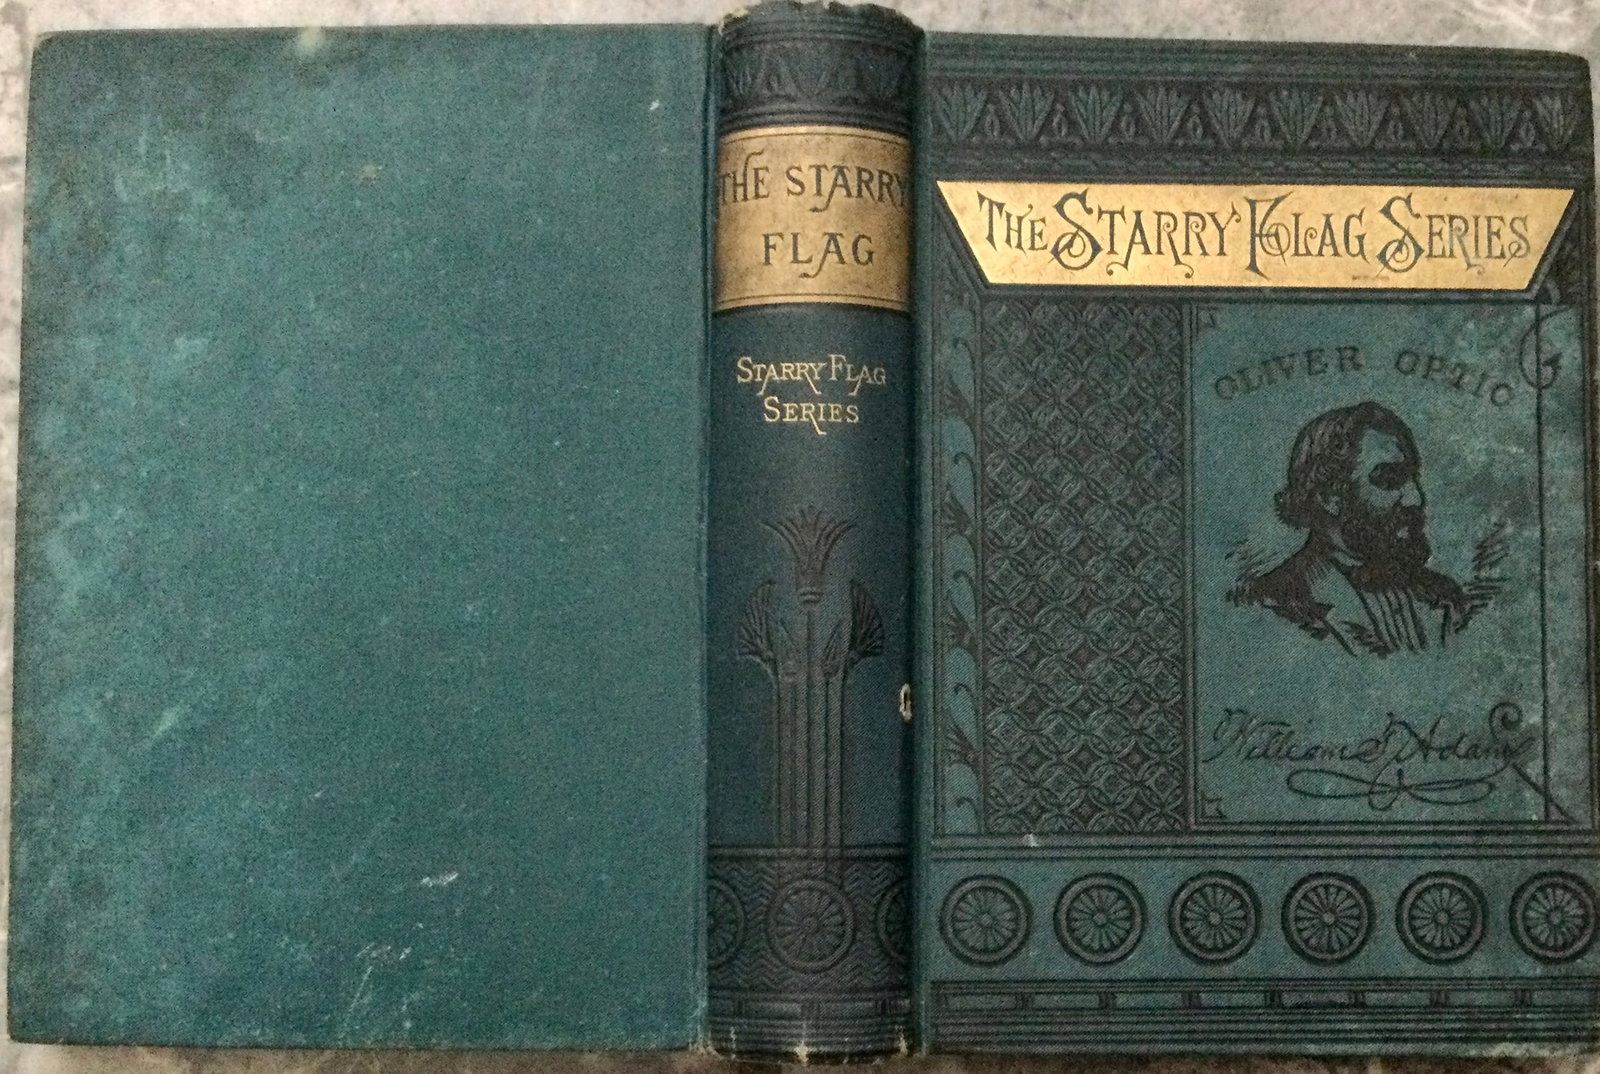 THE STARRY
FLAG
STARRY FLAG
SERIES
THE STARRY FLAG SERIES
OLIVER OPTIC
William T. Adams